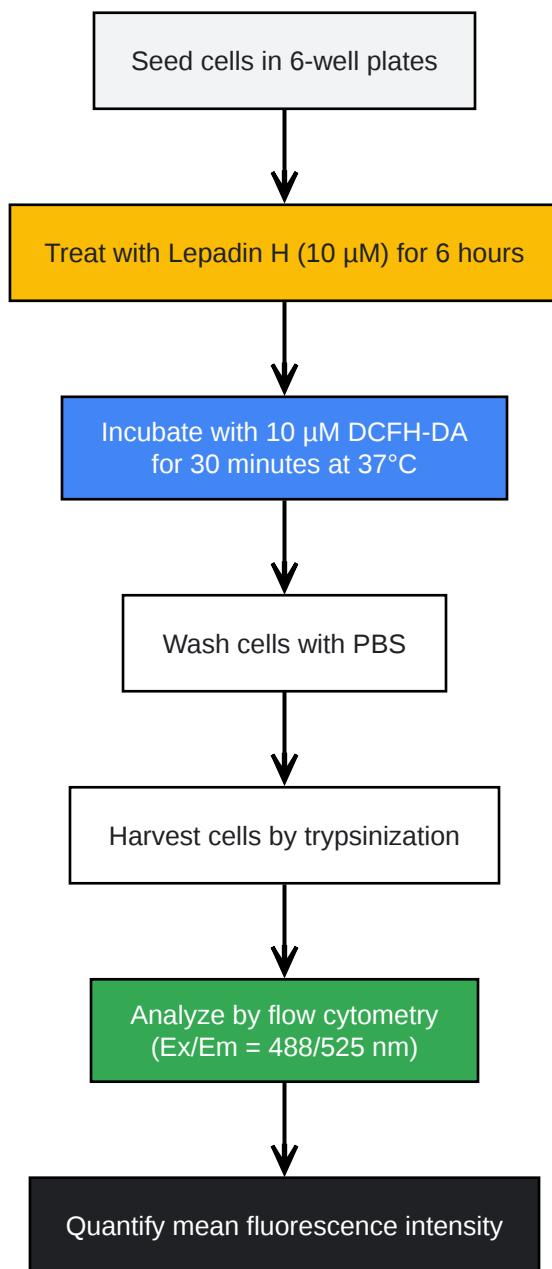 Seed cells in 6-well plates
Treat with Lepadin H (10 µM) for 6 hours
Incubate with 10 µM DCFH-DA
for 30 minutes at 37°C
Wash cells with PBS
Harvest cells by trypsinization
Analyze by flow cytometry
(Ex/Em = 488/525 nm)
Quantify mean fluorescence intensity